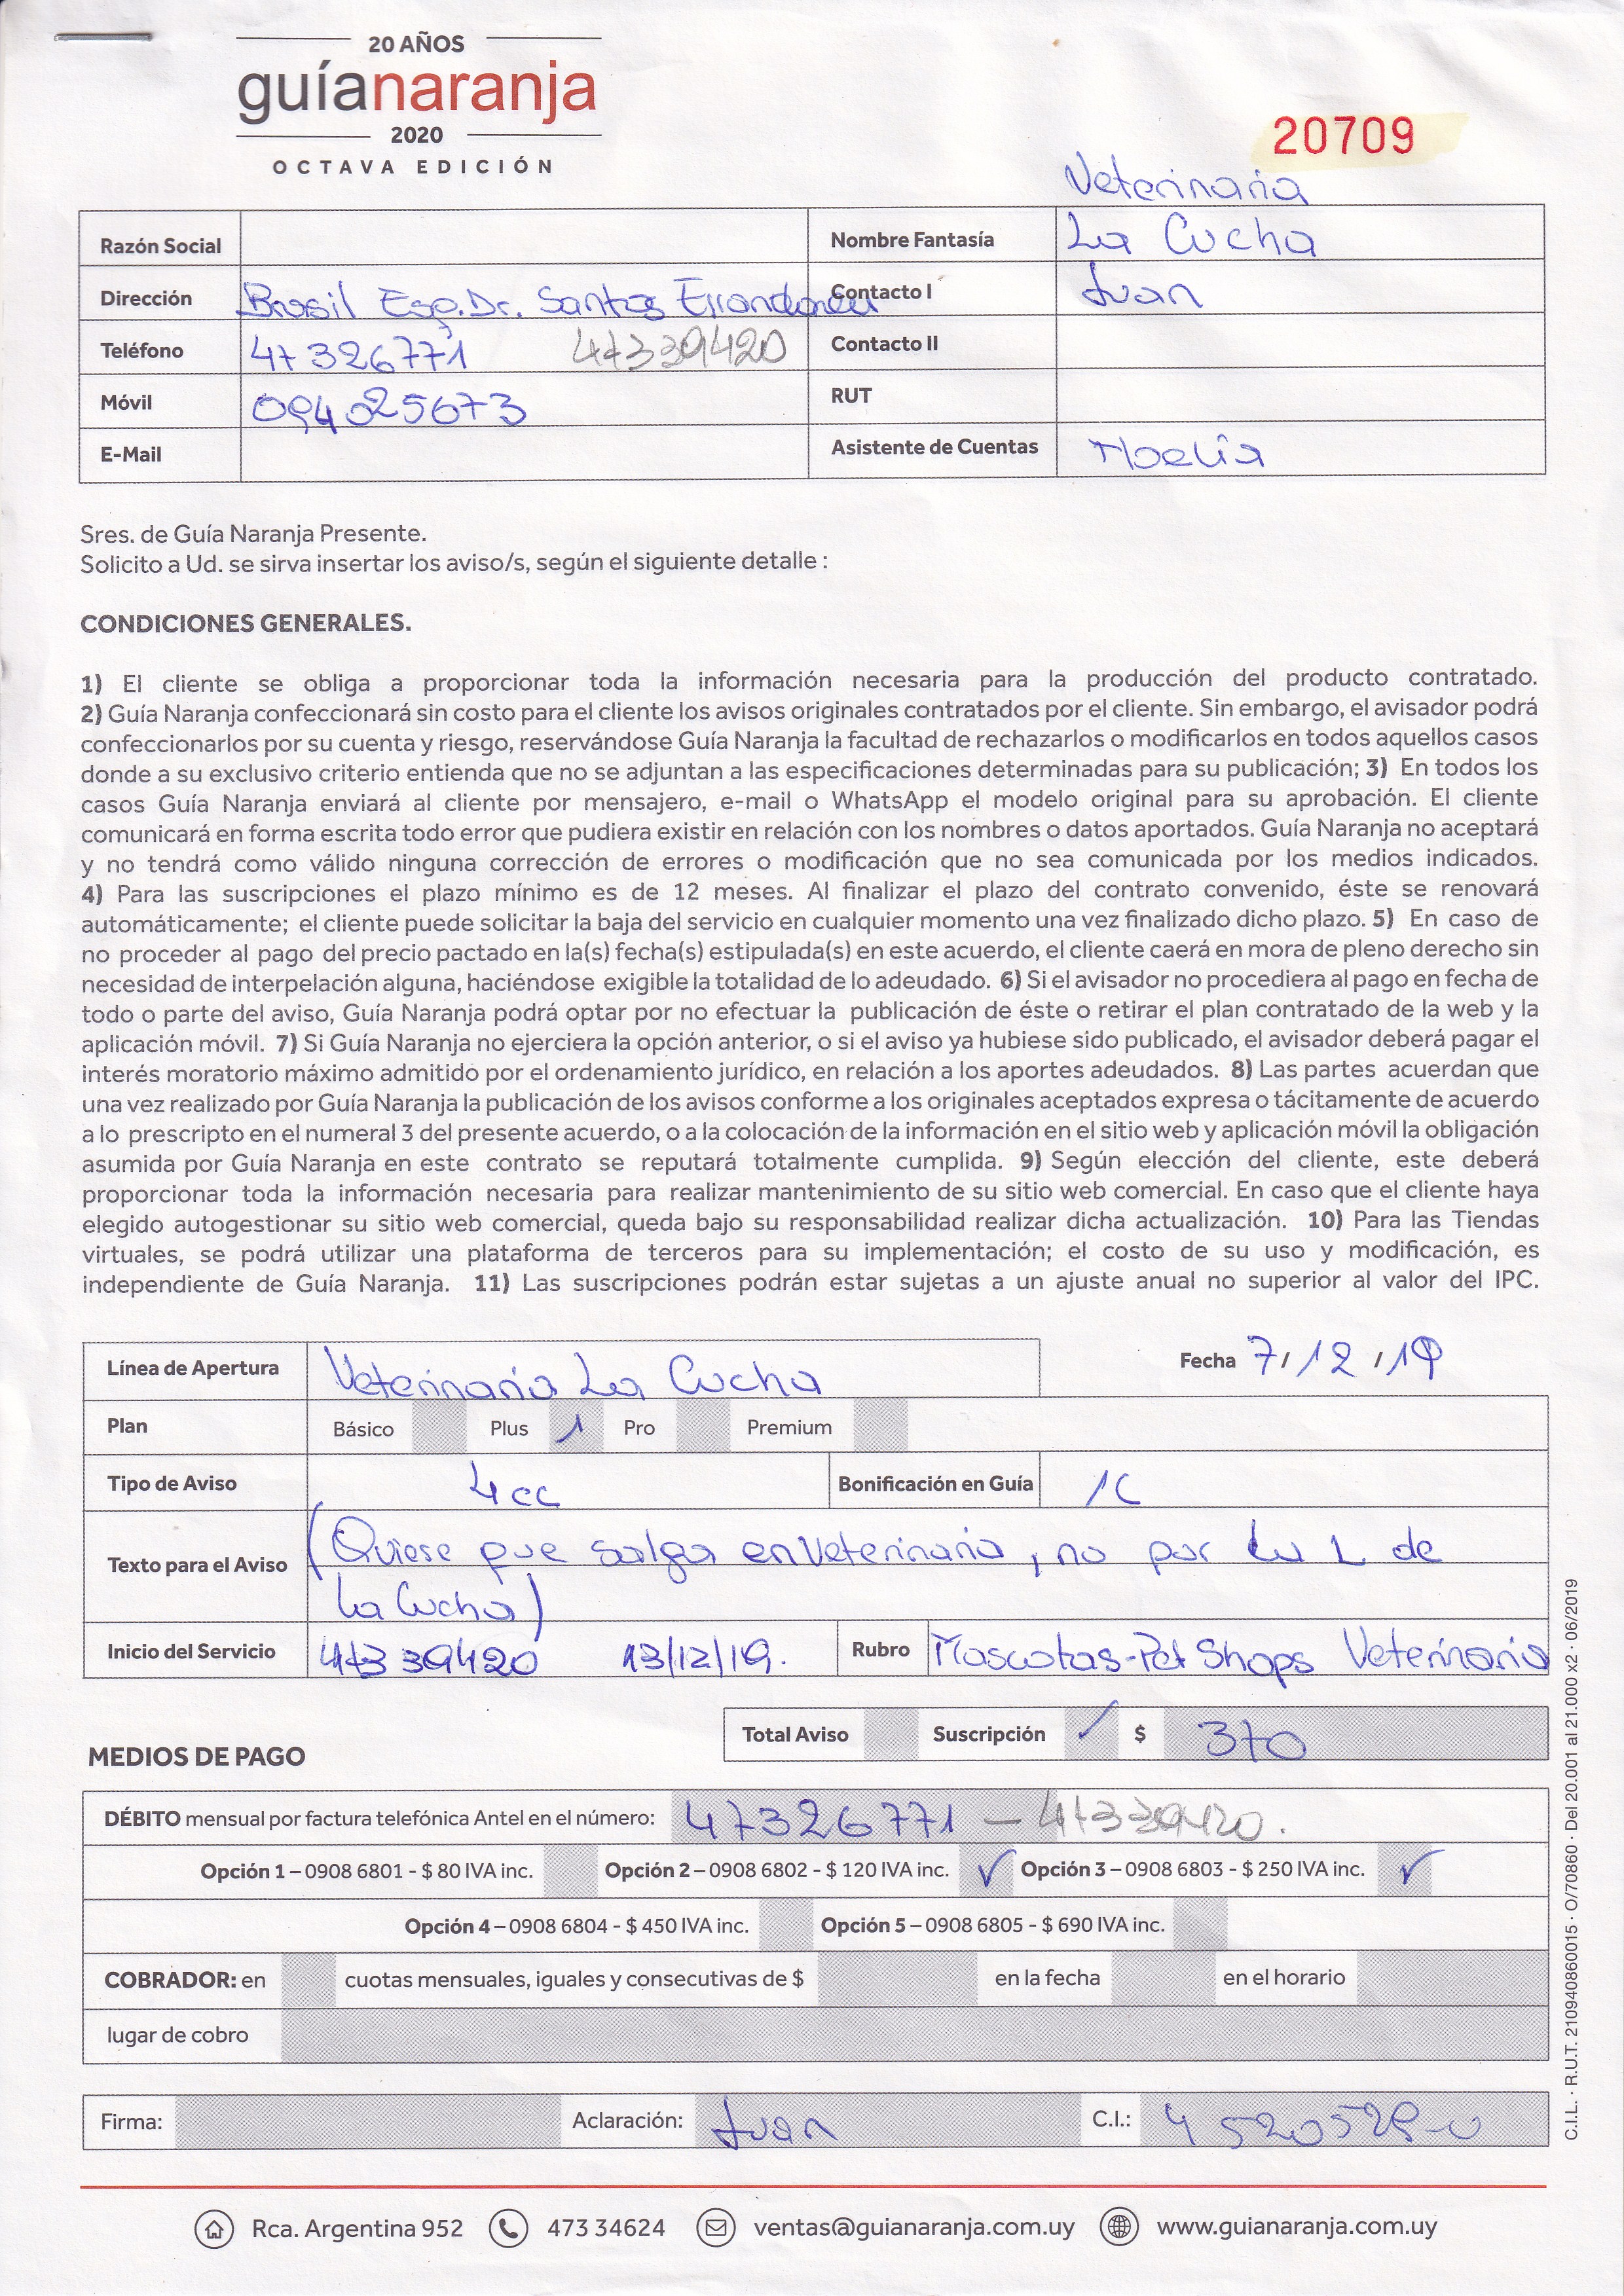 20 AÑOS
guíanaranja
2020
OCTAVA EDICIÓN
20709
Veterinaria
Razón Social Nombre Fantasía La Cucha
Dirección Brasil Esq. Dr. Santos Errandonea Contacto I Juan
Teléfono 47326771 47339420 Contacto II
Móvil 094025673 RUT
E-Mail Asistente de Cuentas Noelia
Sres. de Guía Naranja Presente.
Solicito a Ud. se sirva insertar los aviso/s, según el siguiente detalle :
CONDICIONES GENERALES.
1) El cliente se obliga a proporcionar toda la información necesaria para la producción del producto contratado.
2) Guía Naranja confeccionará sin costo para el cliente los avisos originales contratados por el cliente. Sin embargo, el avisador podrá
confeccionarlos por su cuenta y riesgo, reservándose Guía Naranja la facultad de rechazarlos o modificarlos en todos aquellos casos
donde a su exclusivo criterio entienda que no se adjuntan a las especificaciones determinadas para su publicación; 3) En todos los
casos Guía Naranja enviará al cliente por mensajero, e-mail o WhatsApp el modelo original para su aprobación. El cliente
comunicará en forma escrita todo error que pudiera existir en relación con los nombres o datos aportados. Guía Naranja no aceptará
y no tendrá como válido ninguna corrección de errores o modificación que no sea comunicada por los medios indicados.
4) Para las suscripciones el plazo mínimo es de 12 meses. Al finalizar el plazo del contrato convenido, éste se renovará
automáticamente; el cliente puede solicitar la baja del servicio en cualquier momento una vez finalizado dicho plazo. 5) En caso de
no proceder al pago del precio pactado en la(s) fecha(s) estipulada(s) en este acuerdo, el cliente caerá en mora de pleno derecho sin
necesidad de interpelación alguna, haciéndose exigible la totalidad de lo adeudado. 6) Si el avisador no procediera al pago en fecha de
todo o parte del aviso, Guía Naranja podrá optar por no efectuar la publicación de éste o retirar el plan contratado de la web y la
aplicación móvil. 7) Si Guía Naranja no ejerciera la opción anterior, o si el aviso ya hubiese sido publicado, el avisador deberá pagar el
interés moratorio máximo admitido por el ordenamiento jurídico, en relación a los aportes adeudados. 8) Las partes acuerdan que
una vez realizado por Guía Naranja la publicación de los avisos conforme a los originales aceptados expresa o tácitamente de acuerdo
a lo prescripto en el numeral 3 del presente acuerdo, o a la colocación de la información en el sitio web y aplicación móvil la obligación
asumida por Guía Naranja en este contrato se reputará totalmente cumplida. 9) Según elección del cliente, este deberá
proporcionar toda la información necesaria para realizar mantenimiento de su sitio web comercial. En caso que el cliente haya
elegido autogestionar su sitio web comercial, queda bajo su responsabilidad realizar dicha actualización. 10) Para las Tiendas
virtuales, se podrá utilizar una plataforma de terceros para su implementación; el costo de su uso y modificación, es
independiente de Guía Naranja. 11) Las suscripciones podrán estar sujetas a un ajuste anual no superior al valor del IPC.
Línea de Apertura Veterinaria La Cucha Fecha 7/12/19
Plan Básico Plus 1 Pro Premium
Tipo de Aviso 4cc Bonificación en Guía 1C
Texto para el Aviso (Quiere que salga en Veterinaria, no por la L de
La Cucha)
Inicio del Servicio 47339420 13/12/19. Rubro Mascotas-Pet Shops Veterinaria
Total Aviso Suscripción ✓ $ 370
MEDIOS DE PAGO
DÉBITO mensual por factura telefónica Antel en el número: 47326771 - 47339420.
Opción 1 – 0908 6801 - $ 80 IVA inc. Opción 2 – 0908 6802 - $ 120 IVA inc. ✓ Opción 3 – 0908 6803 - $ 250 IVA inc. ✓
Opción 4 – 0908 6804 - $ 450 IVA inc. Opción 5 – 0908 6805 - $ 690 IVA inc.
COBRADOR: en cuotas mensuales, iguales y consecutivas de $ en la fecha en el horario
lugar de cobro
Firma: Aclaración: Juan C.I.: 4 520528-0
Rca. Argentina 952 473 34624 ventas@guianaranja.com.uy www.guianaranja.com.uy
C.I.L. · R.U.T. 210940860015 · O/70860 · Del 20.001 al 21.000 x2 · 06/2019